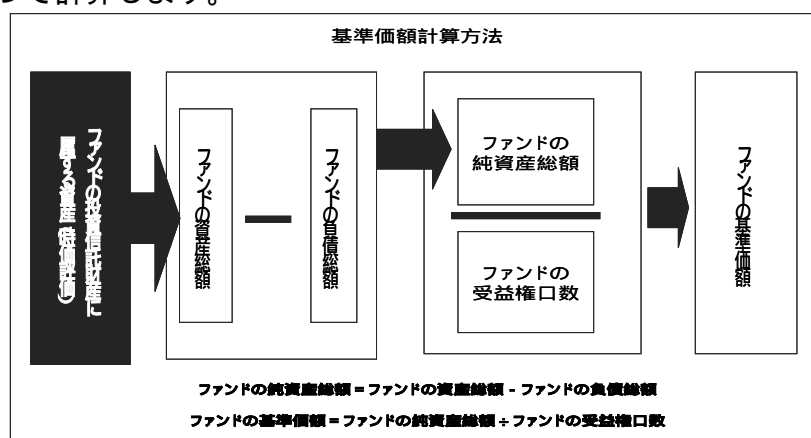 って計算します。
基準価額計算方法
ファンドの投資信託財産に
属する資産（時価評価）
ファンドの資産総額
ファンドの負債総額
ファンドの
純資産総額
ファンドの
受益権口数
ファンドの基準価額
ファンドの純資産総額＝ファンドの資産総額 - ファンドの負債総額
ファンドの基準価額＝ファンドの純資産総額÷ファンドの受益権口数